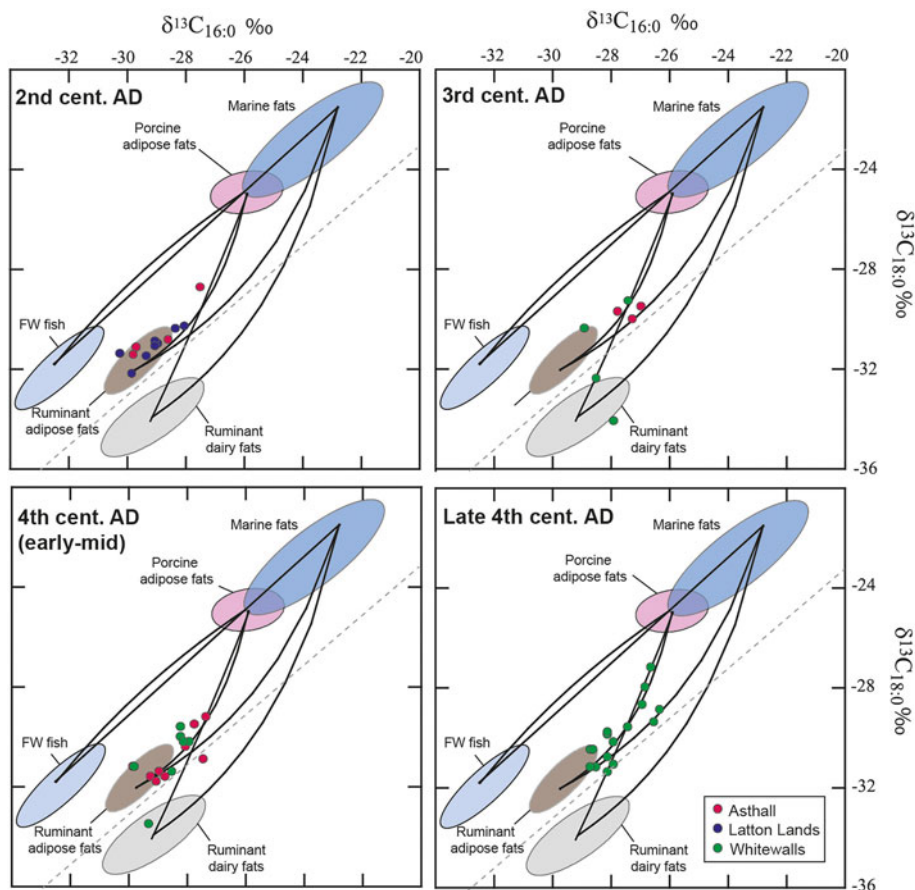 δ¹³C₁₆:₀ ‰ δ¹³C₁₆:₀ ‰
-32 -30 -28 -26 -24 -22 -20 -32 -30 -28 -26 -24 -22 -20
2nd cent. AD
Marine fats
Porcine
adipose fats
FW fish
Ruminant
adipose fats
Ruminant
dairy fats
3rd cent. AD
Marine fats
Porcine
adipose fats
FW fish
Ruminant
adipose fats
Ruminant
dairy fats
-24
-28
-32
-36
δ¹³C₁₈:₀‰
4th cent. AD
(early-mid)
Marine fats
Porcine
adipose fats
FW fish
Ruminant
adipose fats
Ruminant
dairy fats
Late 4th cent. AD
Marine fats
Porcine
adipose fats
FW fish
Ruminant
adipose fats
Ruminant
dairy fats
Asthall
Latton Lands
Whitewalls
-24
-28
-32
-36
δ¹³C₁₈:₀‰